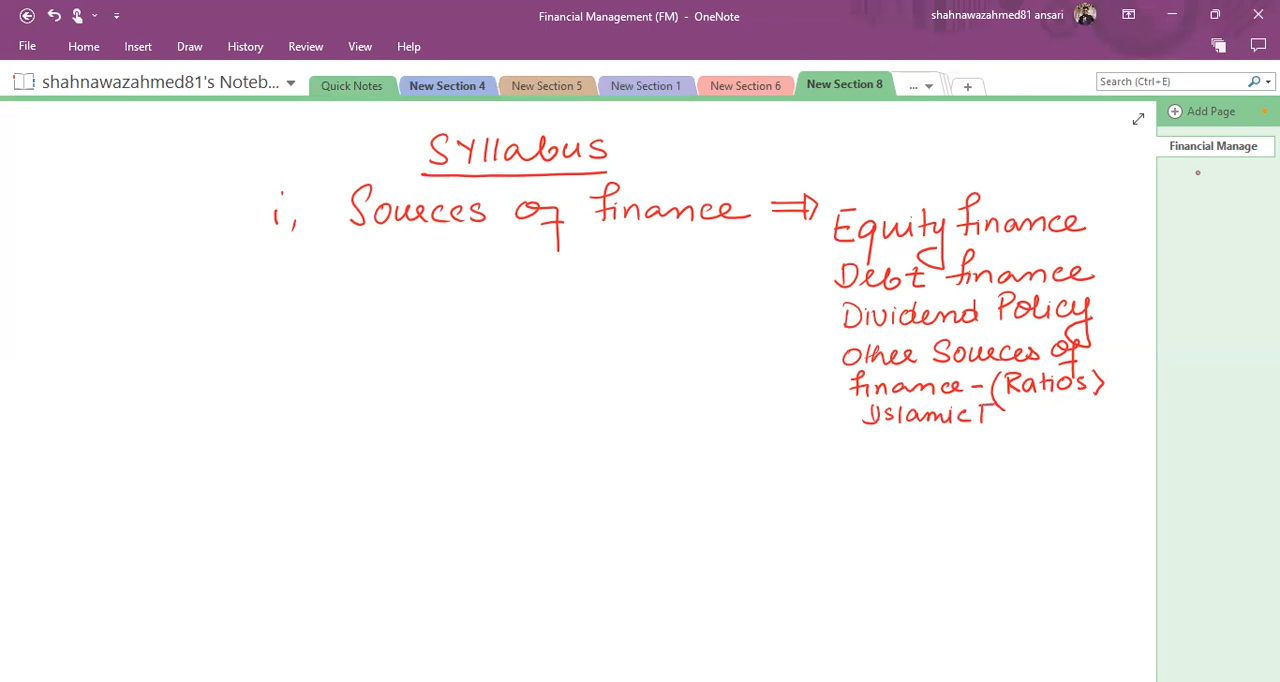 Financial Management (FM) - OneNote
shahnawazahmed81 ansari
File Home Insert Draw History Review View Help
shahnawazahmed81's Noteb...
Quick Notes
New Section 4
New Section 5
New Section 1
New Section 6
New Section 8
...
Search (Ctrl+E)
Add Page
Financial Manage
Syllabus
i, Sources of finance ⇒
Equity finance
Debt finance
Dividend Policy
Other Sources of
finance - (Ratios)
Islamic